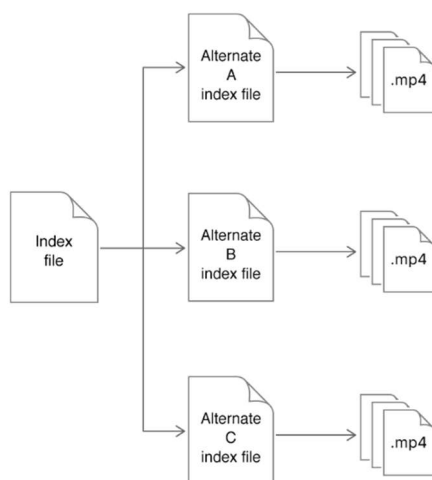 Alternate
A
index file
.mp4
Index
file
Alternate
B
index file
.mp4
Alternate
C
index file
.mp4